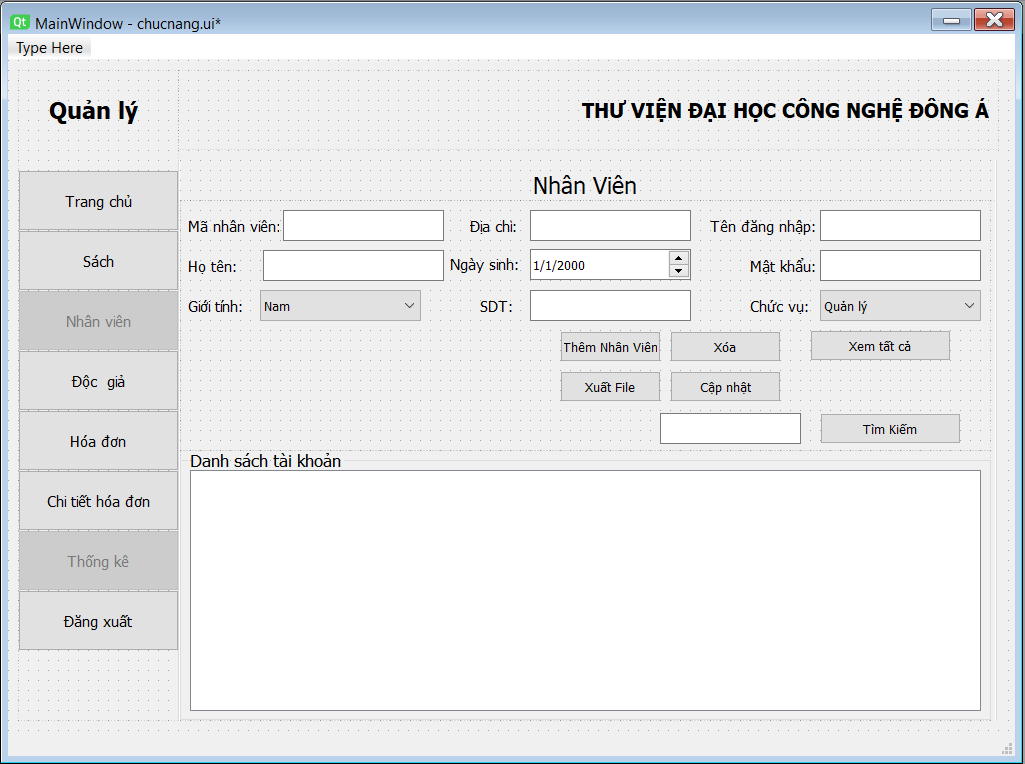 Qt MainWindow - chucnang.ui*
Type Here
Quản lý
THƯ VIỆN ĐẠI HỌC CÔNG NGHỆ ĐÔNG Á
Trang chủ
Sách
Nhân viên
Độc giả
Hóa đơn
Chi tiết hóa đơn
Thống kê
Đăng xuất
Nhân Viên
Mã nhân viên: Địa chỉ: Tên đăng nhập:
Họ tên: Ngày sinh: 1/1/2000 Mật khẩu:
Giới tính: Nam SDT: Chức vụ: Quản lý
Thêm Nhân Viên Xóa Xem tất cả
Xuất File Cập nhật
Tìm Kiếm
Danh sách tài khoản